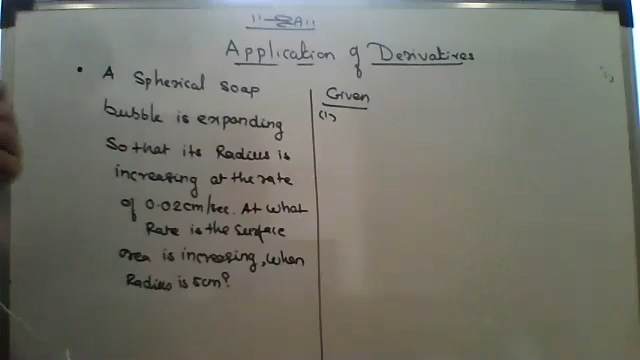 Application of Derivatives
• A Spherical soap
bubble is expanding
So that its Radius is
increasing at the rate
of 0.02cm/sec. At what
Rate is the Surface
area is increasing, when
Radius is 5cm?
Given
(1)